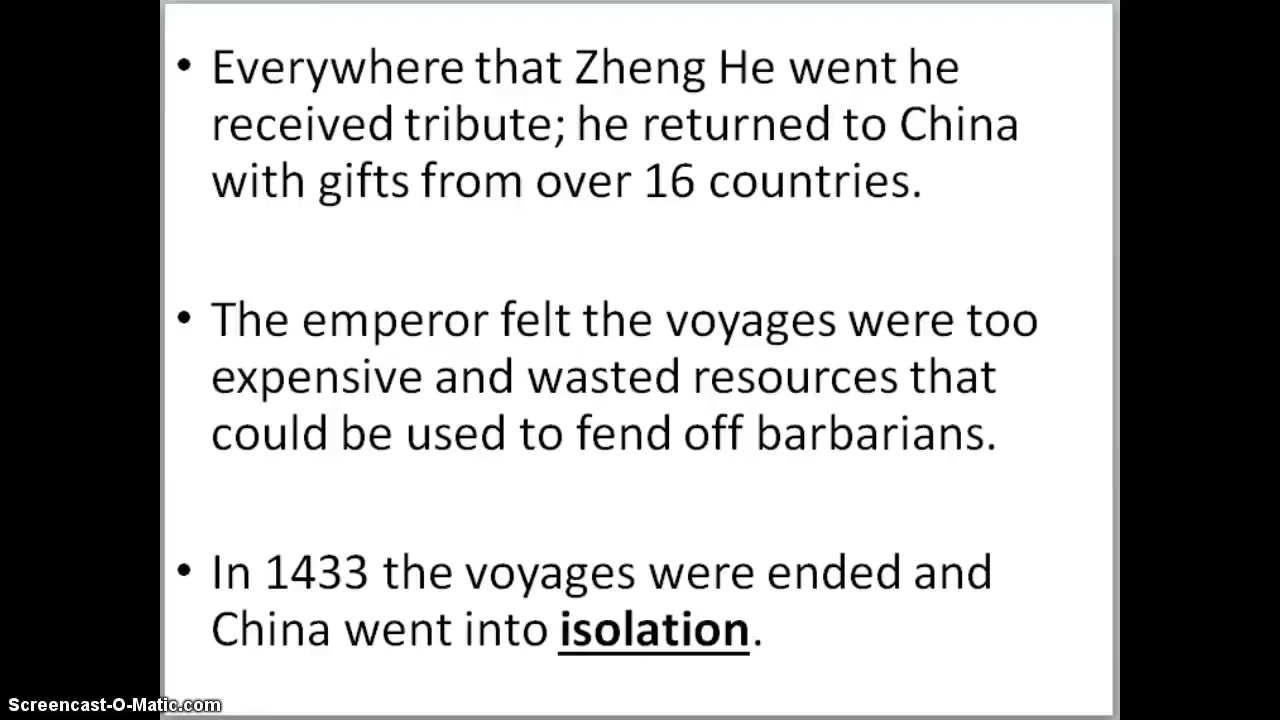 • Everywhere that Zheng He went he
received tribute; he returned to China
with gifts from over 16 countries.
• The emperor felt the voyages were too
expensive and wasted resources that
could be used to fend off barbarians.
• In 1433 the voyages were ended and
China went into isolation.
Screencast-O-Matic.com